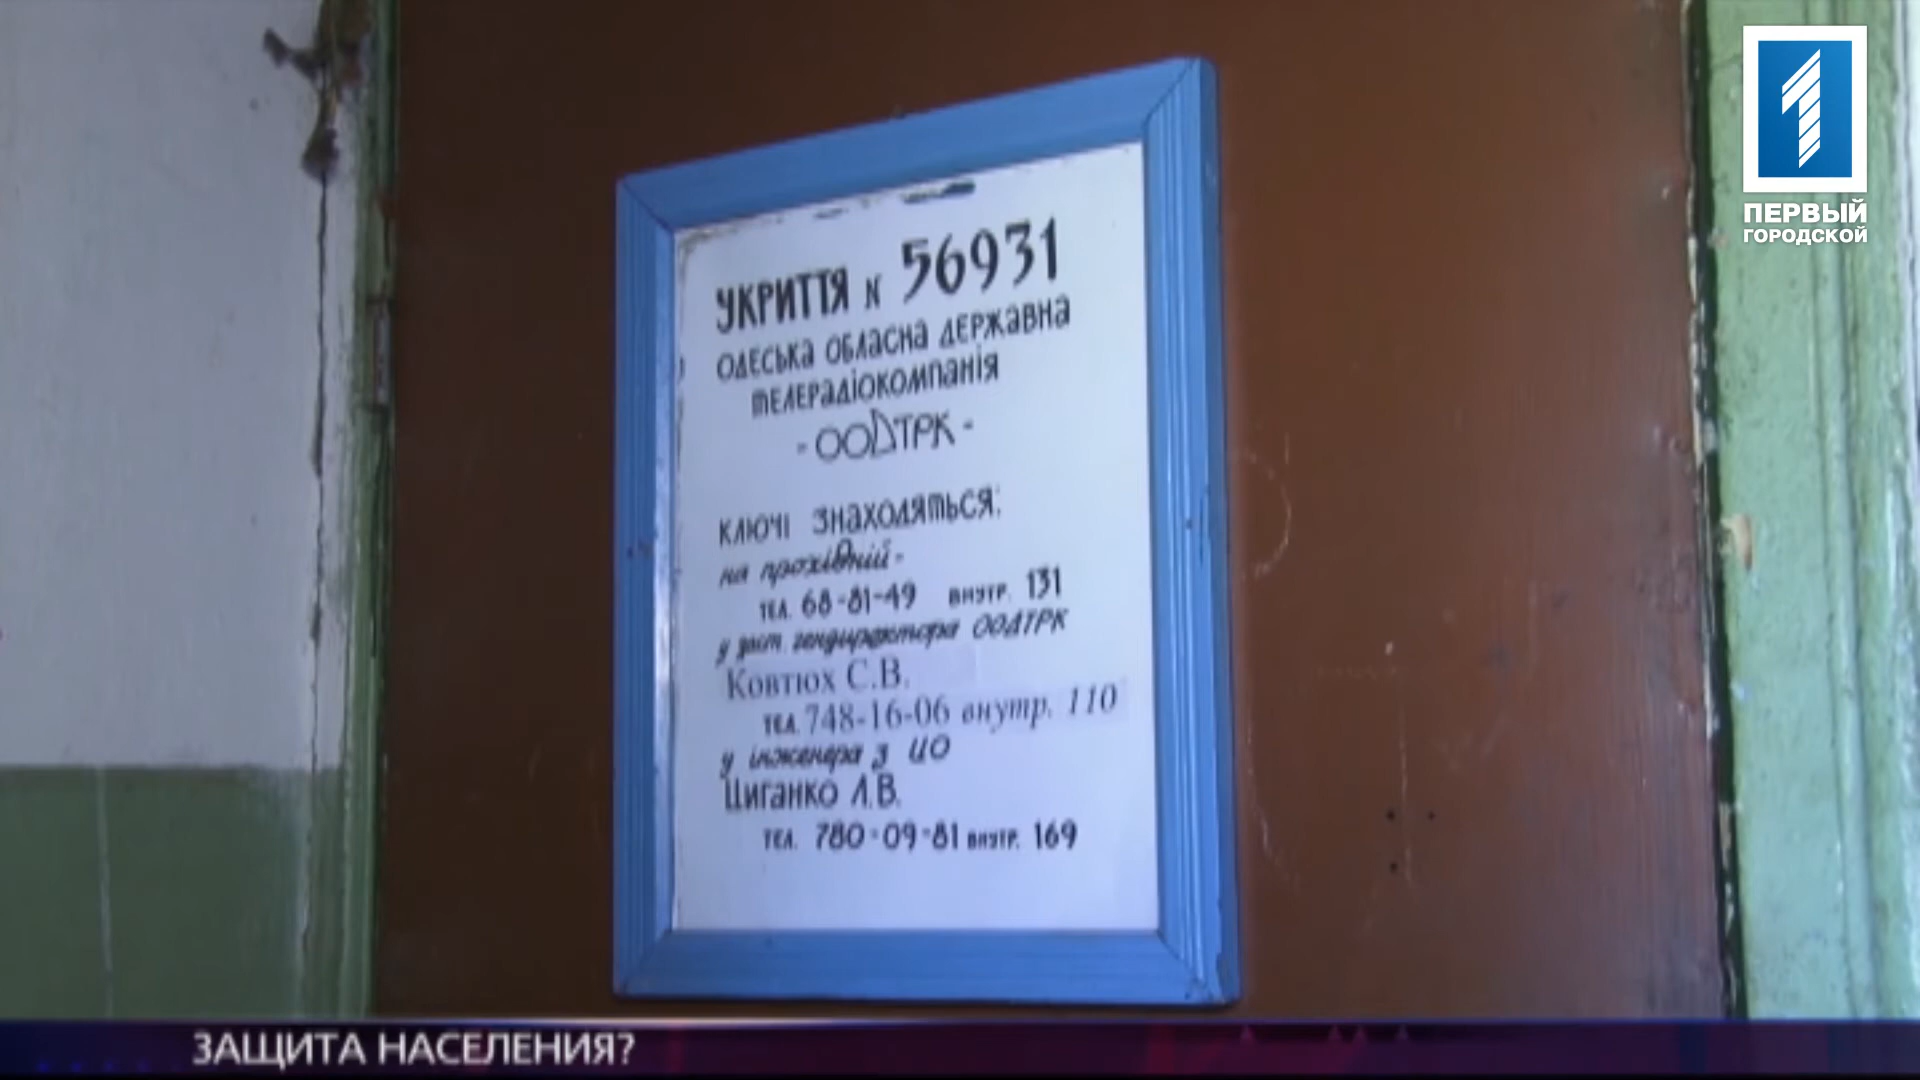 ПЕРВЫЙ
ГОРОДСКОЙ
УКРИТТЯ N 56931
ОДЕСЬКА ОБЛАСНА ДЕРЖАВНА
ТЕЛЕРАДІОКОМПАНІЯ
- ООДТРК -
КЛЮЧІ ЗНАХОДЯТЬСЯ:
на прохідній -
ТЕЛ. 68-81-49 ВНУТР. 131
у заст. гендиректора ООДТРК
Ковтюх С.В.
ТЕЛ. 748-16-06 внутр. 110
у інженера з ЦО
Циганко Л.В.
ТЕЛ. 780-09-81 ВНУТР. 169
ЗАЩИТА НАСЕЛЕНИЯ?